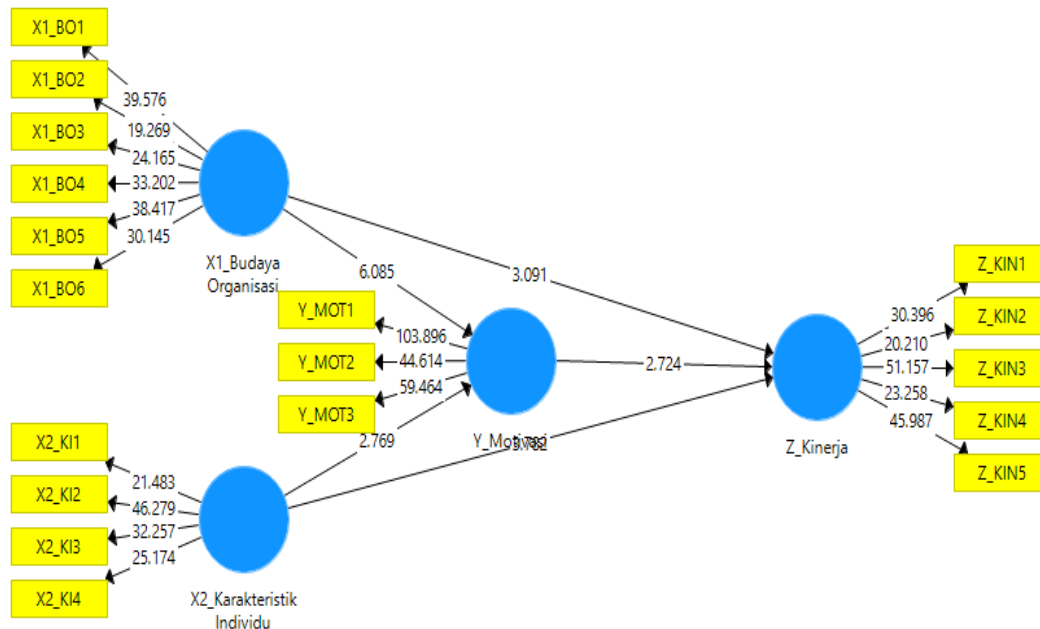 X1_BO1
X1_BO2
X1_BO3
X1_BO4
X1_BO5
X1_BO6
39.576
19.269
24.165
33.202
38.417
30.145
X1_Budaya
Organisasi
6.085
3.091
Y_MOT1
Y_MOT2
Y_MOT3
103.896
44.614
59.464
Y_Motivasi
2.724
2.769
X2_KI1
X2_KI2
X2_KI3
X2_KI4
21.483
46.279
32.257
25.174
X2_Karakteristik
Individu
Z_Kinerja
30.396
20.210
51.157
23.258
45.987
Z_KIN1
Z_KIN2
Z_KIN3
Z_KIN4
Z_KIN5